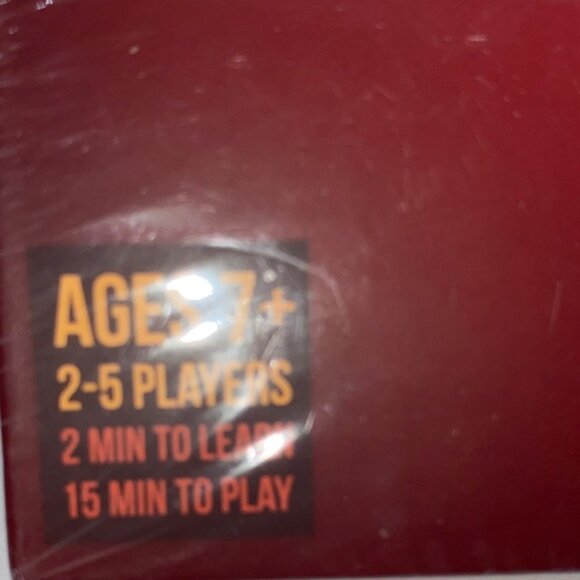 AGES 7+
2-5 PLAYERS
2 MIN TO LEARN
15 MIN TO PLAY